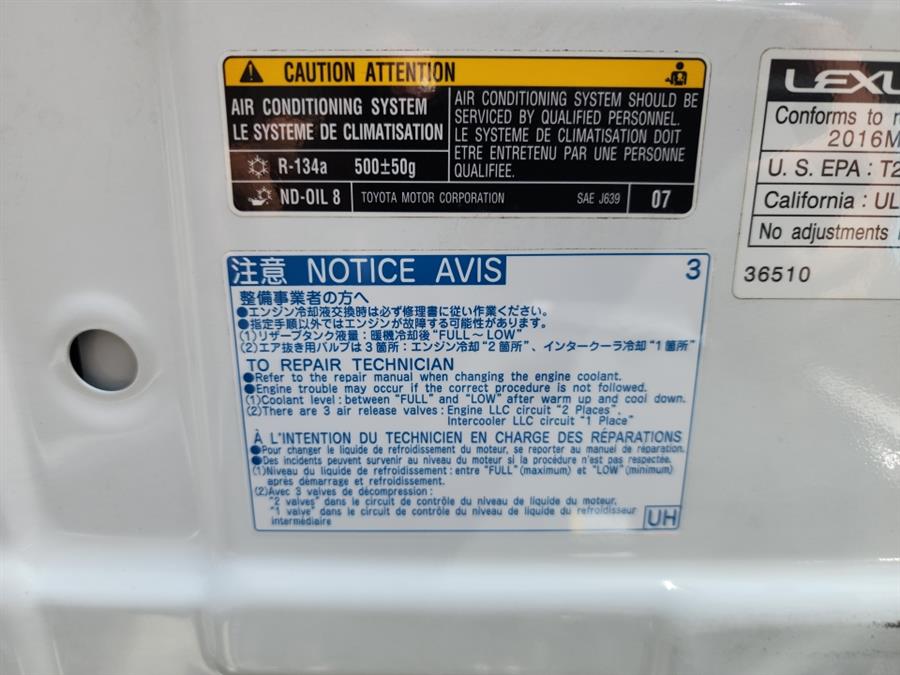 CAUTION ATTENTION
AIR CONDITIONING SYSTEM
LE SYSTEME DE CLIMATISATION
AIR CONDITIONING SYSTEM SHOULD BE
SERVICED BY QUALIFIED PERSONNEL.
LE SYSTEME DE CLIMATISATION DOIT
ETRE ENTRETENU PAR UNE PERSONNE
QUALIFIEE.
R-134a 500±50g
ND-OIL 8 TOYOTA MOTOR CORPORATION SAE J639 07
注意 NOTICE AVIS 3
整備事業者の方へ
●エンジン冷却液交換時は必ず修理書に従い作業ください。
●指定手順以外ではエンジンが故障する可能性があります。
(1)リザーブタンク液量：暖機冷却後"FULL～LOW"
(2)エア抜き用バルブは3箇所：エンジン冷却"2箇所"、インタークーラ冷却"1箇所"
TO REPAIR TECHNICIAN
●Refer to the repair manual when changing the engine coolant.
●Engine trouble may occur if the correct procedure is not followed.
(1)Coolant level: between "FULL" and "LOW" after warm up and cool down.
(2)There are 3 air release valves: Engine LLC circuit "2 Places",
Intercooler LLC circuit "1 Place"
À L'INTENTION DU TECHNICIEN EN CHARGE DES RÉPARATIONS
●Pour changer le liquide de refroidissement du moteur, se reporter au manuel de réparation.
●Des incidents peuvent survenir au niveau du moteur si la procédure n'est pas respectée.
(1)Niveau du liquide de refroidissement: entre "FULL" (maximum) et "LOW" (minimum)
après démarrage et refroidissement.
(2)Avec 3 valves de décompression:
"2 valves" dans le circuit de contrôle du niveau de liquide du moteur,
"1 valve" dans le circuit de contrôle du niveau de liquide du refroidisseur
intermédiaire
UH
LEXU
Conforms to
2016M
U. S. EPA : T2
California : UL
No adjustments
36510